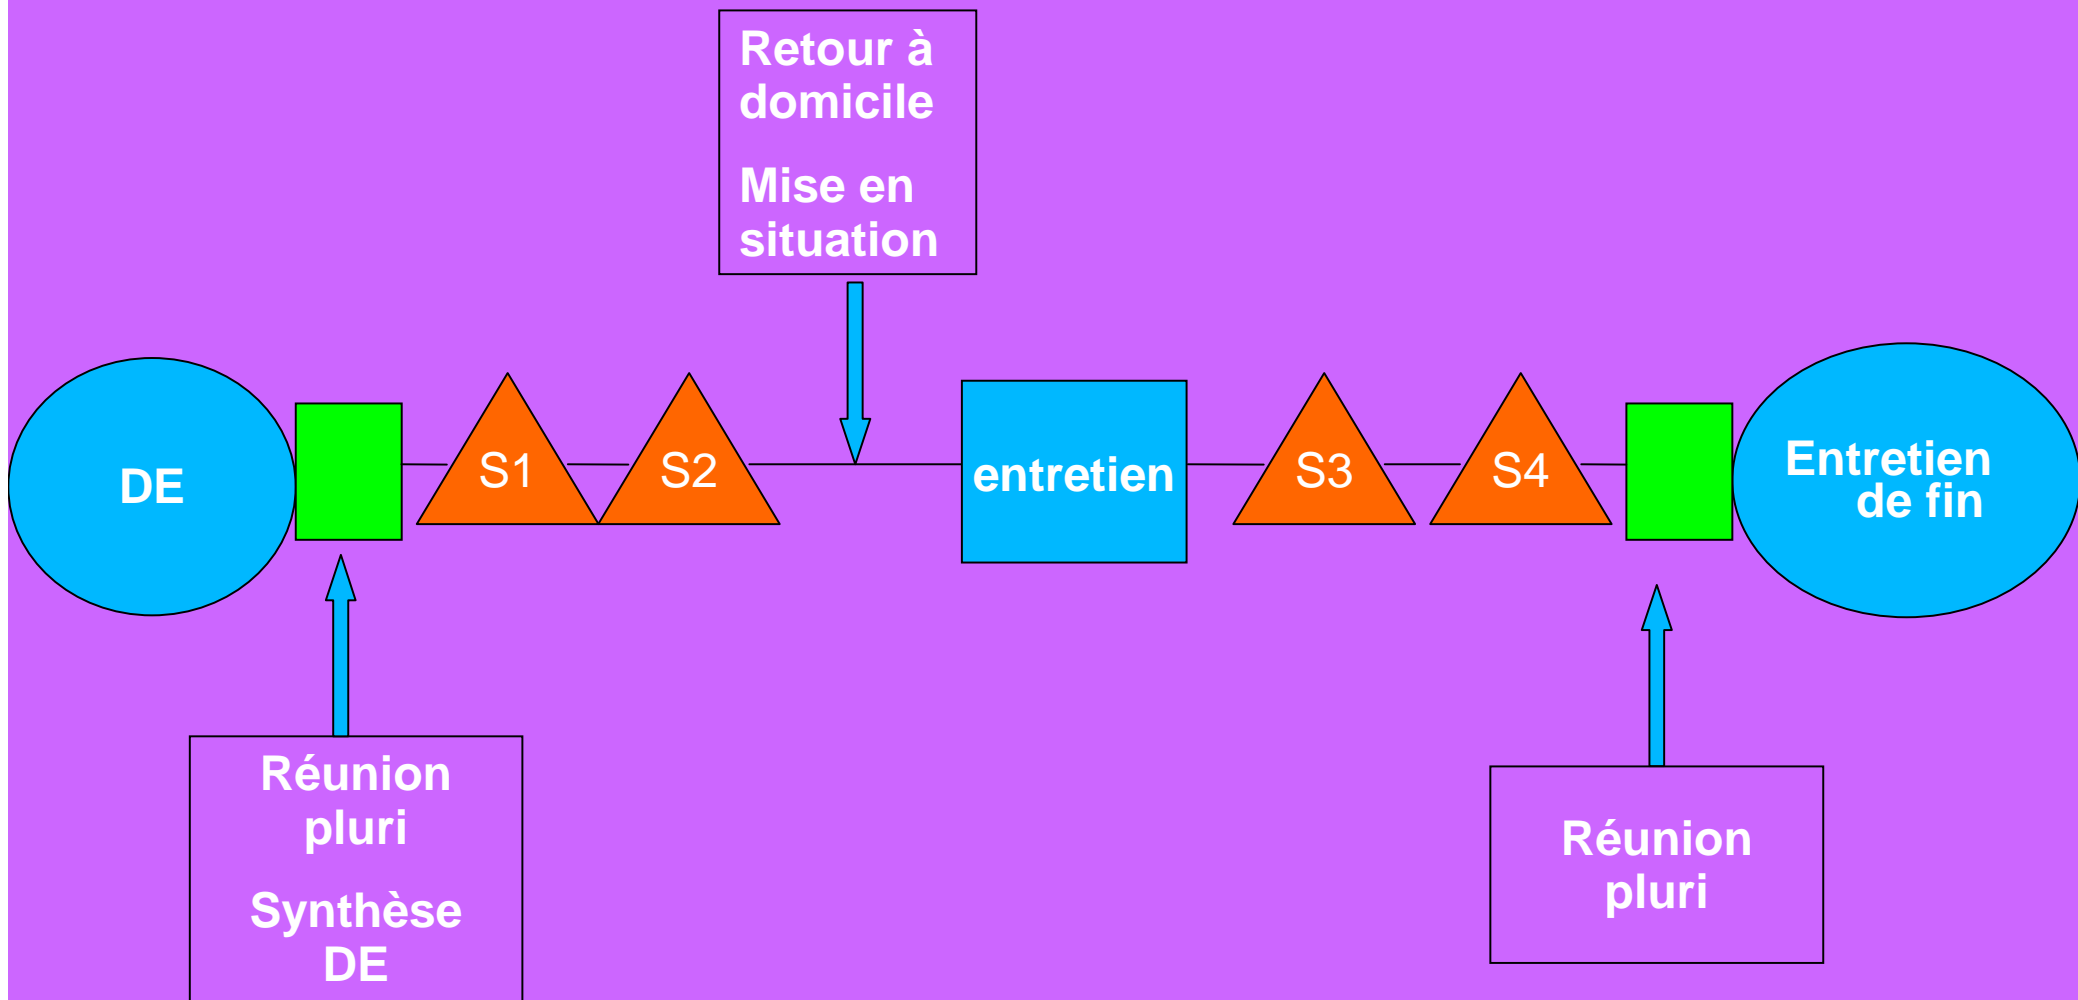 Retour à
domicile
Mise en
situation
DE
S1
S2
entretien
S3
S4
Entretien
de fin
Réunion
pluri
Synthèse
DE
Réunion
pluri